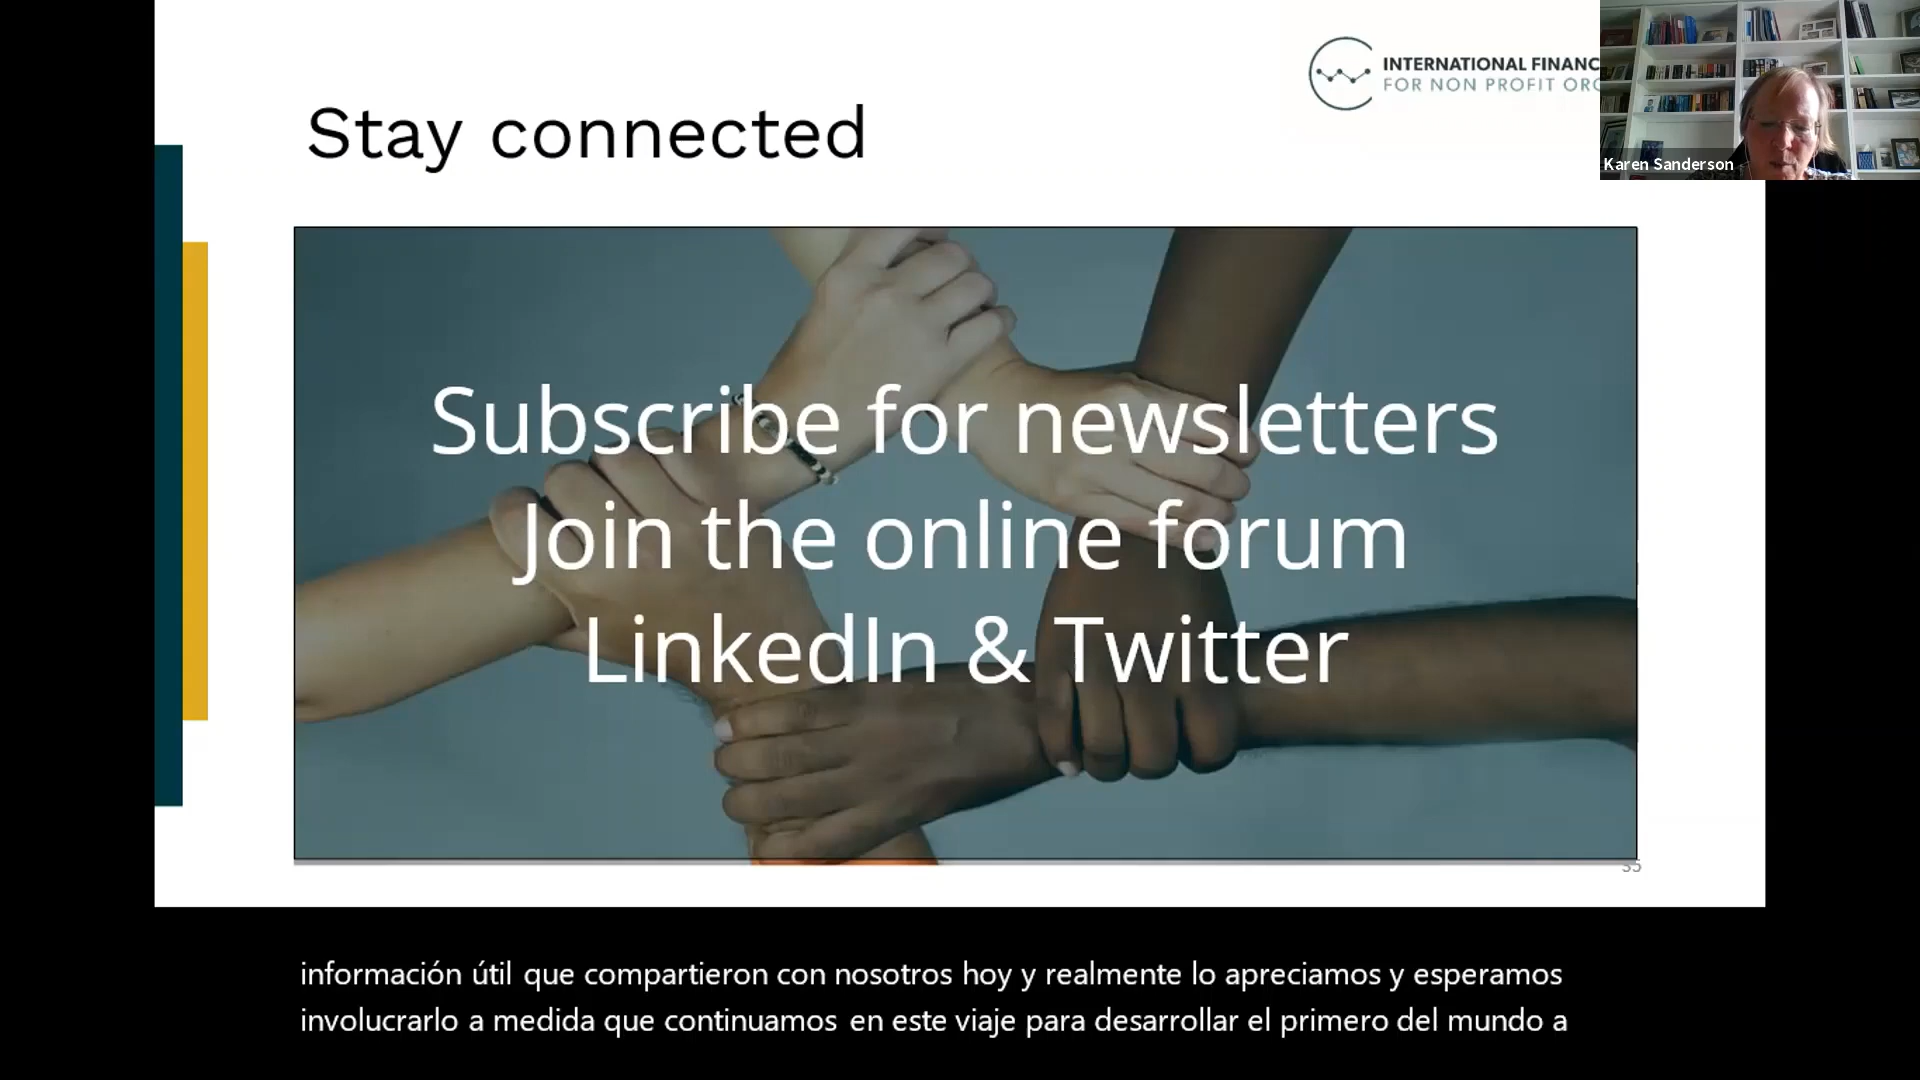 INTERNATIONAL FINANC
FOR NON PROFIT ORG
Karen Sanderson
Stay connected
Subscribe for newsletters
Join the online forum
LinkedIn & Twitter
35
información útil que compartieron con nosotros hoy y realmente lo apreciamos y esperamos
involucrarlo a medida que continuamos en este viaje para desarrollar el primero del mundo a